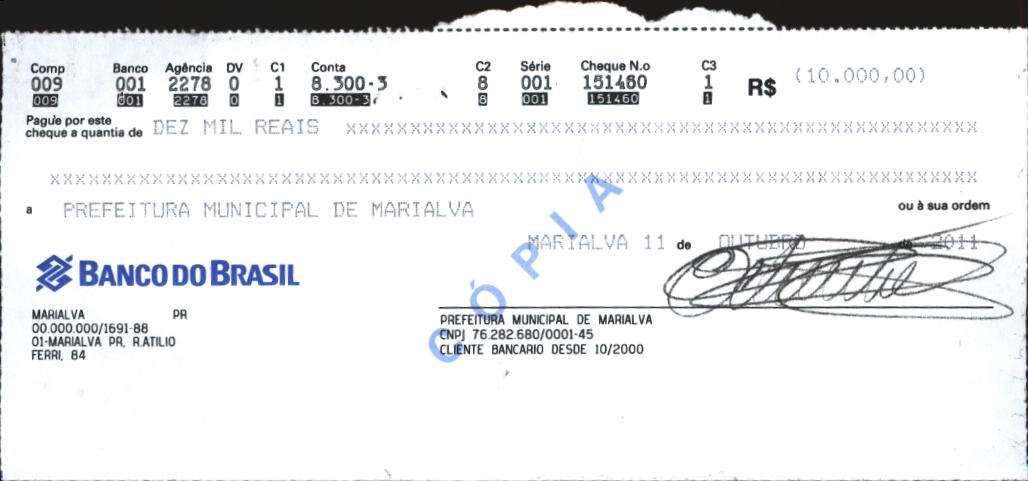 Comp Banco Agência DV C1 Conta C2 Série Cheque N.o C3
009 001 2278 0 1 8.300-3 8 001 151460 1 R$ (10.000,00)
009 001 2278 0 1 8.300-3 8 001 151460 1
Pague por este
cheque a quantia de DEZ MIL REAIS XXXXXXXXXXXXXXXXXXXXXXXXXXXXXXXXXXXXXXXXXXXXXXXXXX
XXXXXXXXXXXXXXXXXXXXXXXXXXXXXXXXXXXXXXXXXXXXXXXXXXXXXXXXXXXXXXXXXXXXXXXXX
a PREFEITURA MUNICIPAL DE MARIALVA ou à sua ordem
MARIALVA 11 de OUTUBRO de 2011
BANCO DO BRASIL
MARIALVA PR
00.000.000/1691-88
01-MARIALVA PR. R.ATILIO
FERRI, 84
PREFEITURA MUNICIPAL DE MARIALVA
CNPJ 76.282.680/0001-45
CLIENTE BANCARIO DESDE 10/2000
CÓPIA